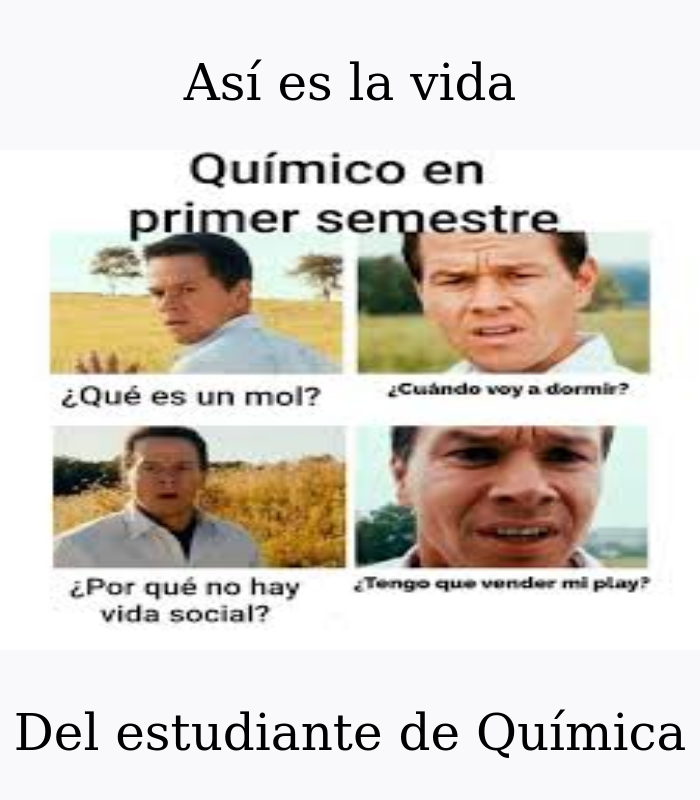 Así es la vida
Químico en
primer semestre
¿Qué es un mol?
¿Cuándo voy a dormir?
¿Por qué no hay
vida social?
¿Tengo que vender mi play?
Del estudiante de Química